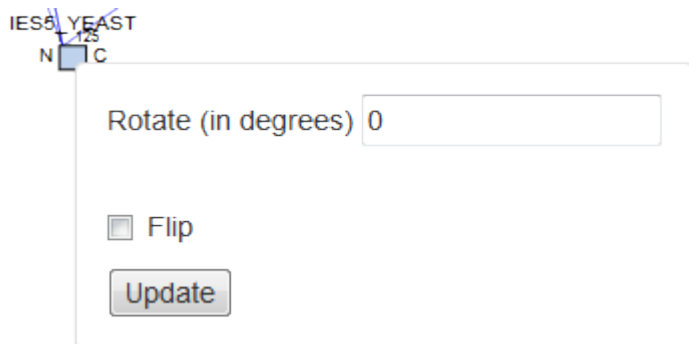 IES5_YEAST
125
N C
Rotate (in degrees) 0
Flip
Update